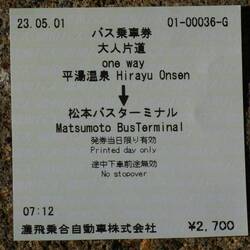 23.05.01 01-00036-G
バス乗車券
大人片道
one way
平湯温泉 Hirayu Onsen
↓
松本バスターミナル
Matsumoto BusTerminal
発券当日限り有効
Printed day only
途中下車前途無効
No stopover
07:12
濃飛乗合自動車株式会社 ¥2,700